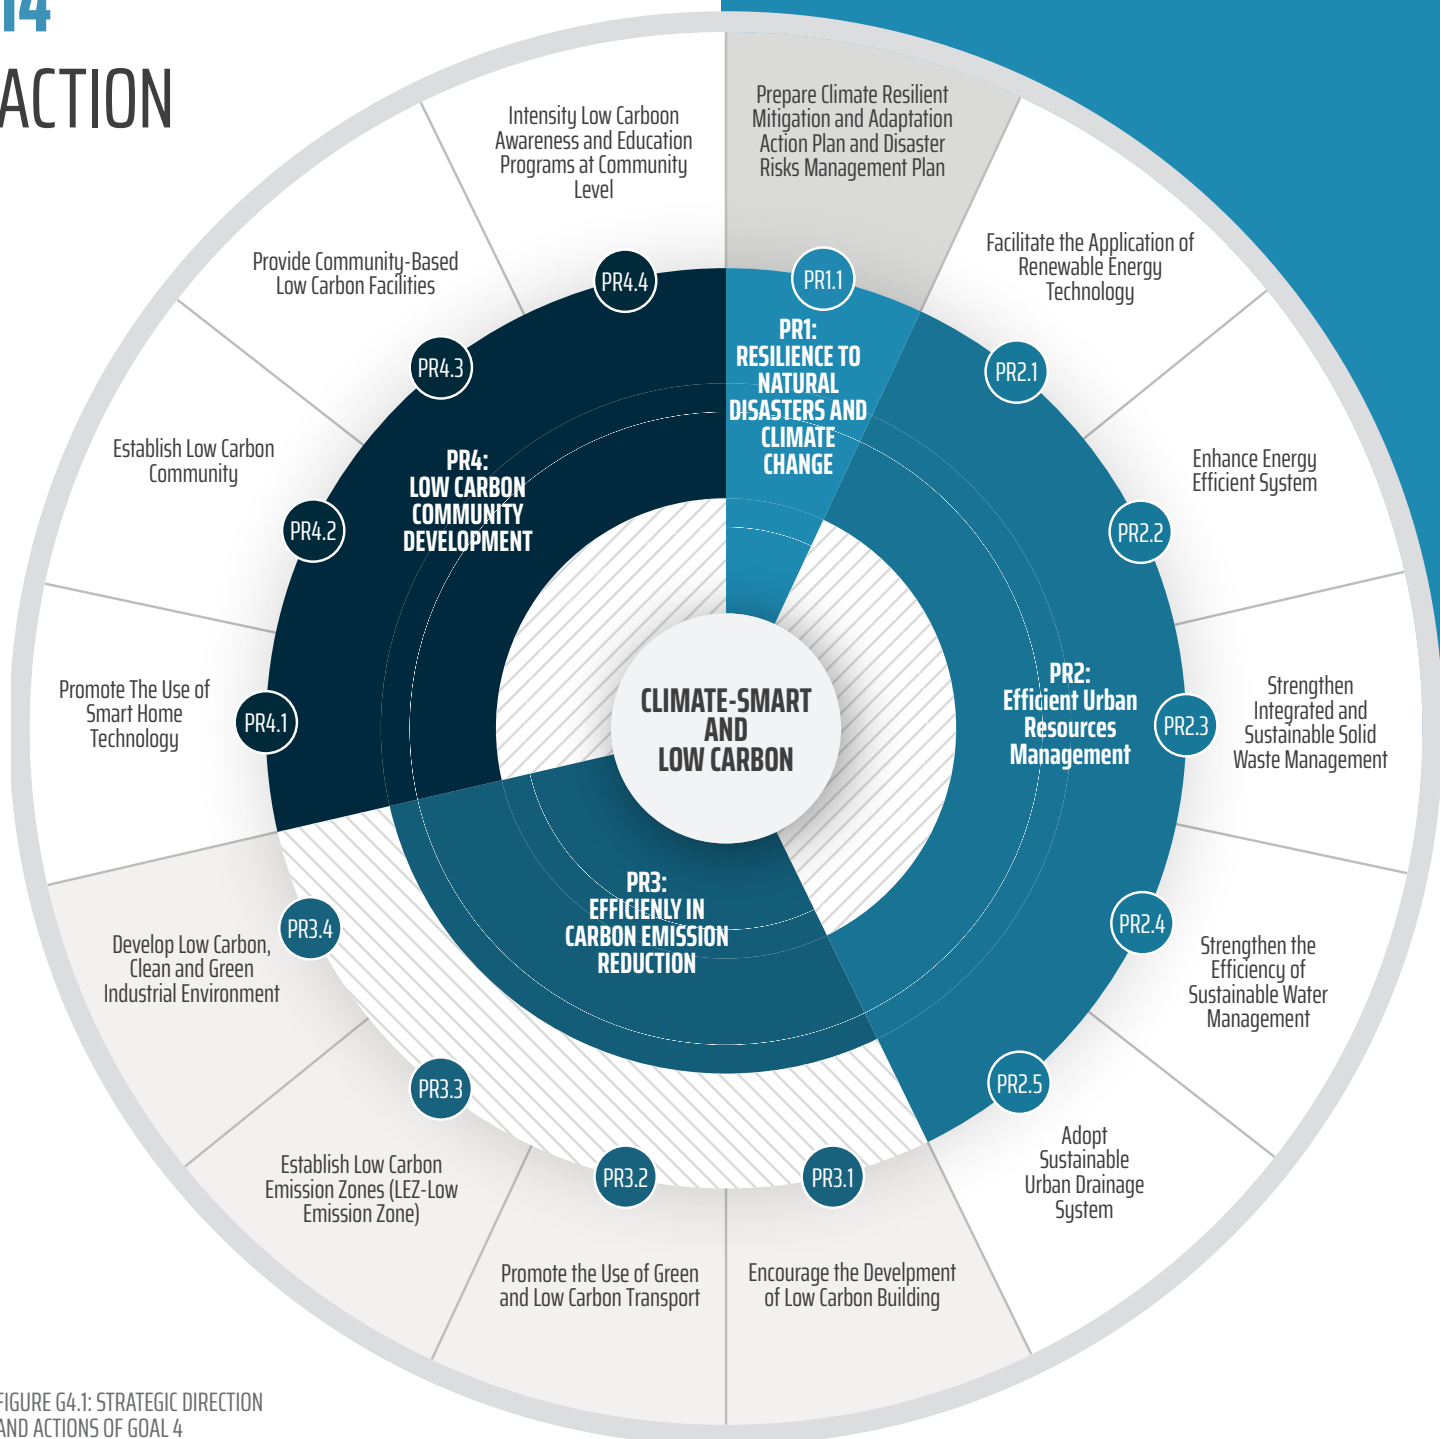 14
ACTION
Intensity Low Carboon
Awareness and Education
Programs at Community
Level
Prepare Climate Resilient
Mitigation and Adaptation
Action Plan and Disaster
Risks Management Plan
Provide Community-Based
Low Carbon Facilities
Facilitate the Application of
Renewable Energy
Technology
PR4.4
PR1.1
PR1:
RESILIENCE TO
NATURAL
DISASTERS AND
CLIMATE
CHANGE
PR4.3
PR2.1
Establish Low Carbon
Community
PR4:
LOW CARBON
COMMUNITY
DEVELOPMENT
Enhance Energy
Efficient System
PR4.2
PR2.2
Promote The Use of
Smart Home
Technology
PR4.1
CLIMATE-SMART
AND
LOW CARBON
PR2:
Efficient Urban
Resources
Management
PR2.3
Strengthen
Integrated and
Sustainable Solid
Waste Management
PR3:
EFFICIENLY IN
CARBON EMISSION
REDUCTION
PR3.4
Develop Low Carbon,
Clean and Green
Industrial Environment
PR2.4
Strengthen the
Efficiency of
Sustainable Water
Management
PR3.3
PR2.5
Establish Low Carbon
Emission Zones (LEZ-Low
Emission Zone)
Adopt
Sustainable
Urban Drainage
System
PR3.2
PR3.1
Promote the Use of Green
and Low Carbon Transport
Encourage the Develpment
of Low Carbon Building
FIGURE G4.1: STRATEGIC DIRECTION
AND ACTIONS OF GOAL 4